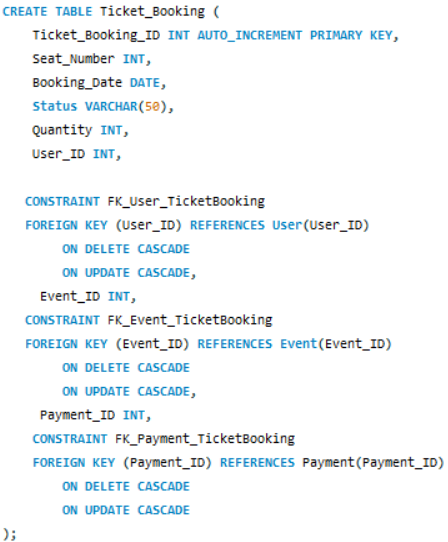 CREATE TABLE Ticket_Booking (
    Ticket_Booking_ID INT AUTO_INCREMENT PRIMARY KEY,
    Seat_Number INT,
    Booking_Date DATE,
    Status VARCHAR(50),
    Quantity INT,
    User_ID INT,

   CONSTRAINT FK_User_TicketBooking
   FOREIGN KEY (User_ID) REFERENCES User(User_ID)
        ON DELETE CASCADE
        ON UPDATE CASCADE,
     Event_ID INT,
   CONSTRAINT FK_Event_TicketBooking
   FOREIGN KEY (Event_ID) REFERENCES Event(Event_ID)
        ON DELETE CASCADE
        ON UPDATE CASCADE,
     Payment_ID INT,
    CONSTRAINT FK_Payment_TicketBooking
    FOREIGN KEY (Payment_ID) REFERENCES Payment(Payment_ID)
        ON DELETE CASCADE
        ON UPDATE CASCADE
);